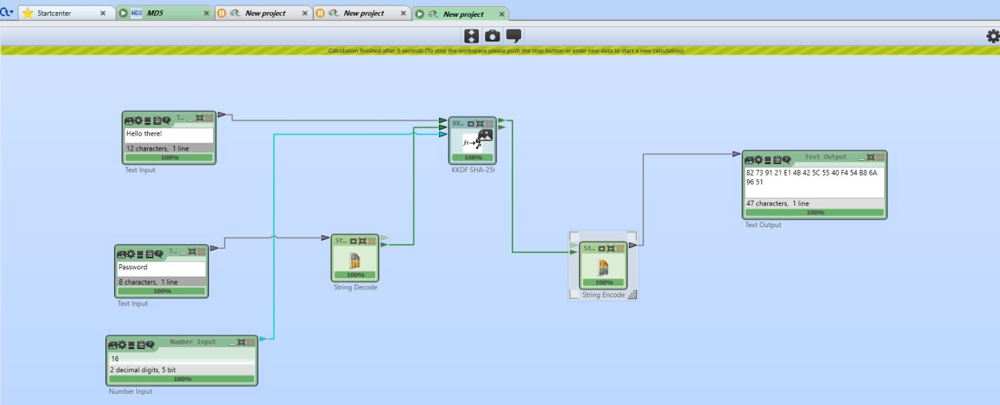 Startcenter
MD5 MD5
New project
New project
New project
Calculation finished after 0 seconds (To stop the workspace please push the stop button or enter new data to start a new calculation)
T...
Hello there!
12 characters, 1 line
100%
Text Input
KK...
100%
KKDF SHA-256
Text Output
82 73 91 21 E1 4B 42 5C 55 40 F4 54 B8 6A
96 51
47 characters, 1 line
100%
Text Output
T...
Password
8 characters, 1 line
100%
Text Input
St...
100%
String Decode
St...
100%
String Encode
Number Input
16
2 decimal digits, 5 bit
100%
Number Input